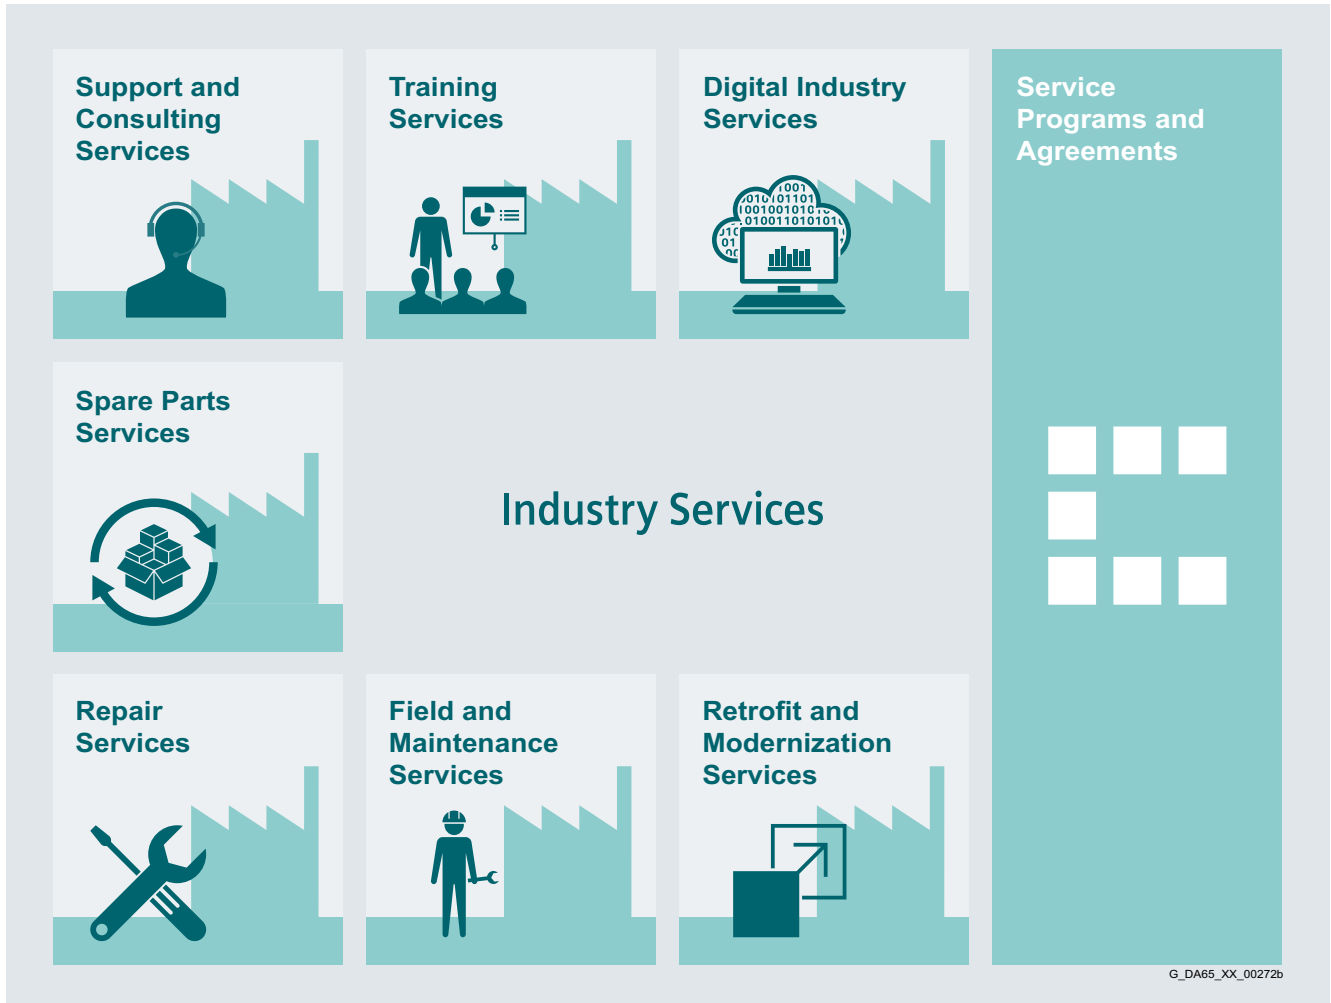 Support and
Consulting
Services
Training
Services
Digital Industry
Services
Service
Programs and
Agreements
Spare Parts
Services
Industry Services
Repair
Services
Field and
Maintenance
Services
Retrofit and
Modernization
Services
G_DA65_XX_00272b